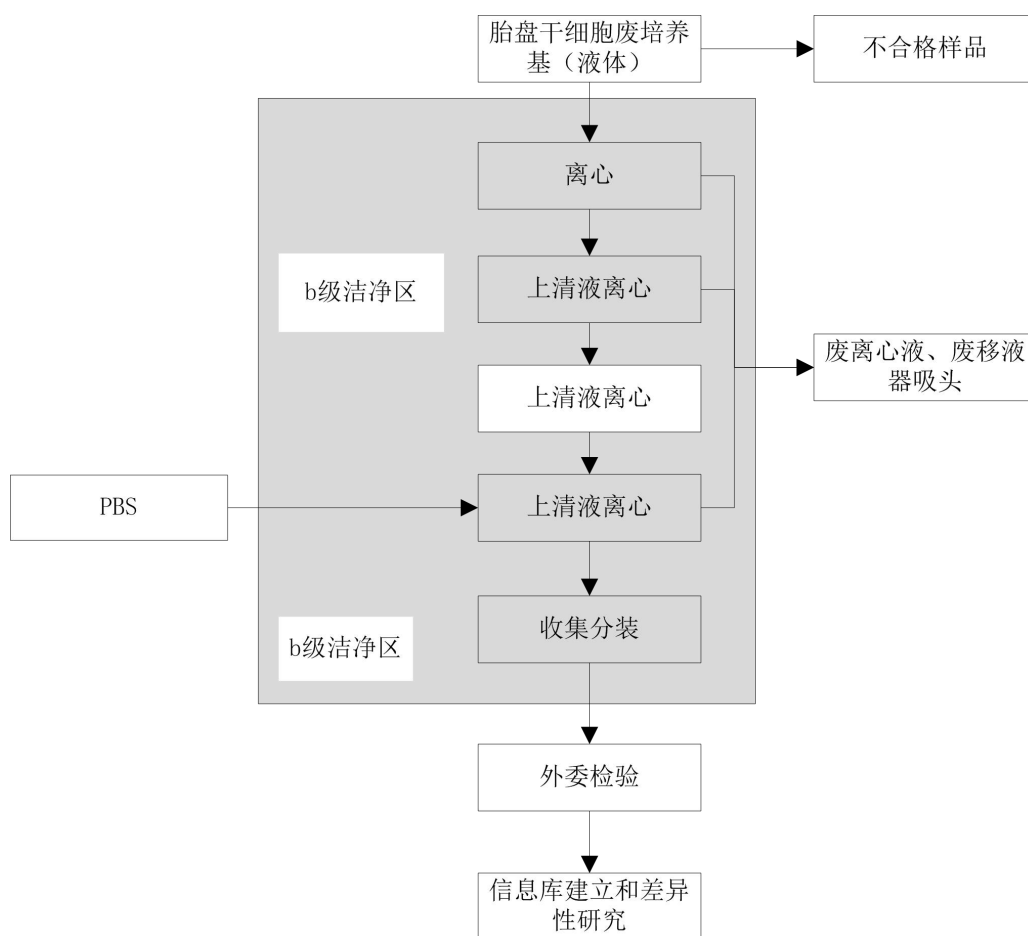 胎盘干细胞废培养
基（液体）
不合格样品
离心
b级洁净区
上清液离心
废离心液、废移液
器吸头
上清液离心
PBS
上清液离心
b级洁净区
收集分装
外委检验
信息库建立和差异
性研究